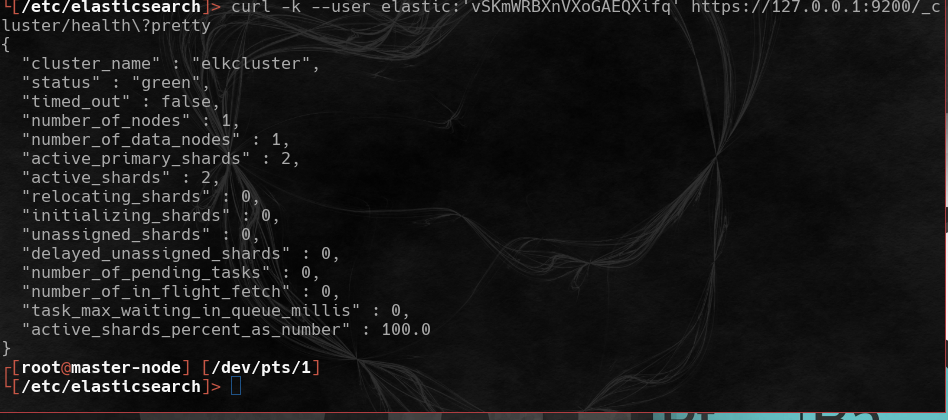 └[/etc/elasticsearch]> curl -k --user elastic:'vSKmWRBXnVXoGAEQXifq' https://127.0.0.1:9200/_c
luster/health\?pretty
{
  "cluster_name" : "elkcluster",
  "status" : "green",
  "timed_out" : false,
  "number_of_nodes" : 1,
  "number_of_data_nodes" : 1,
  "active_primary_shards" : 2,
  "active_shards" : 2,
  "relocating_shards" : 0,
  "initializing_shards" : 0,
  "unassigned_shards" : 0,
  "delayed_unassigned_shards" : 0,
  "number_of_pending_tasks" : 0,
  "number_of_in_flight_fetch" : 0,
  "task_max_waiting_in_queue_millis" : 0,
  "active_shards_percent_as_number" : 100.0
}
┌[root@master-node] [/dev/pts/1]
└[/etc/elasticsearch]>